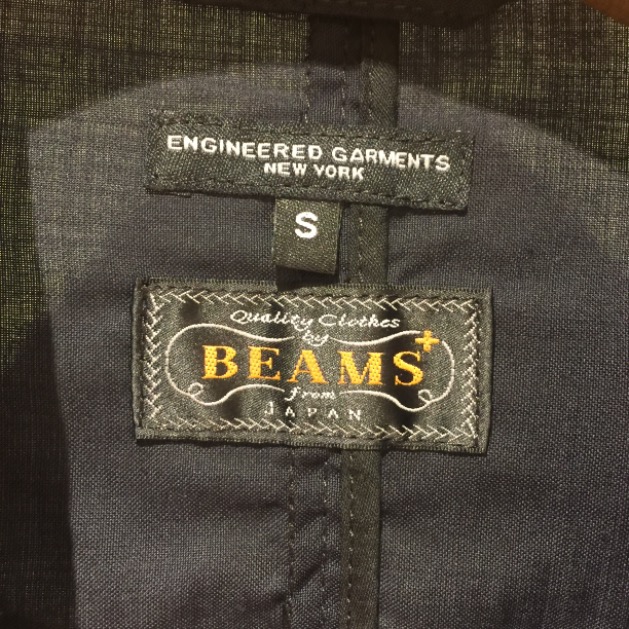 ENGINEERED GARMENTS
NEW YORK
S
Quality Clothes
by
BEAMS+
from
JAPAN